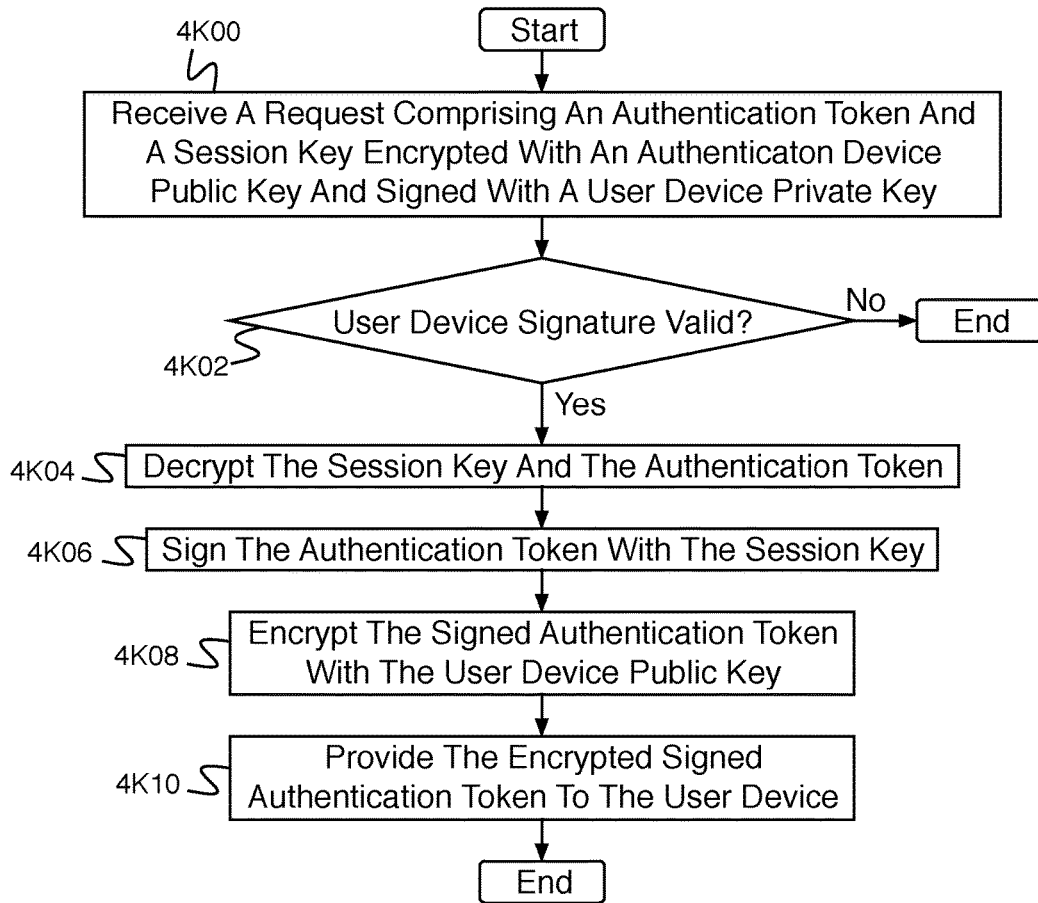 Start
4K00
Receive A Request Comprising An Authentication Token And
A Session Key Encrypted With An Authenticaton Device
Public Key And Signed With A User Device Private Key
User Device Signature Valid?
No
End
4K02
Yes
4K04
Decrypt The Session Key And The Authentication Token
4K06
Sign The Authentication Token With The Session Key
4K08
Encrypt The Signed Authentication Token
With The User Device Public Key
4K10
Provide The Encrypted Signed
Authentication Token To The User Device
End